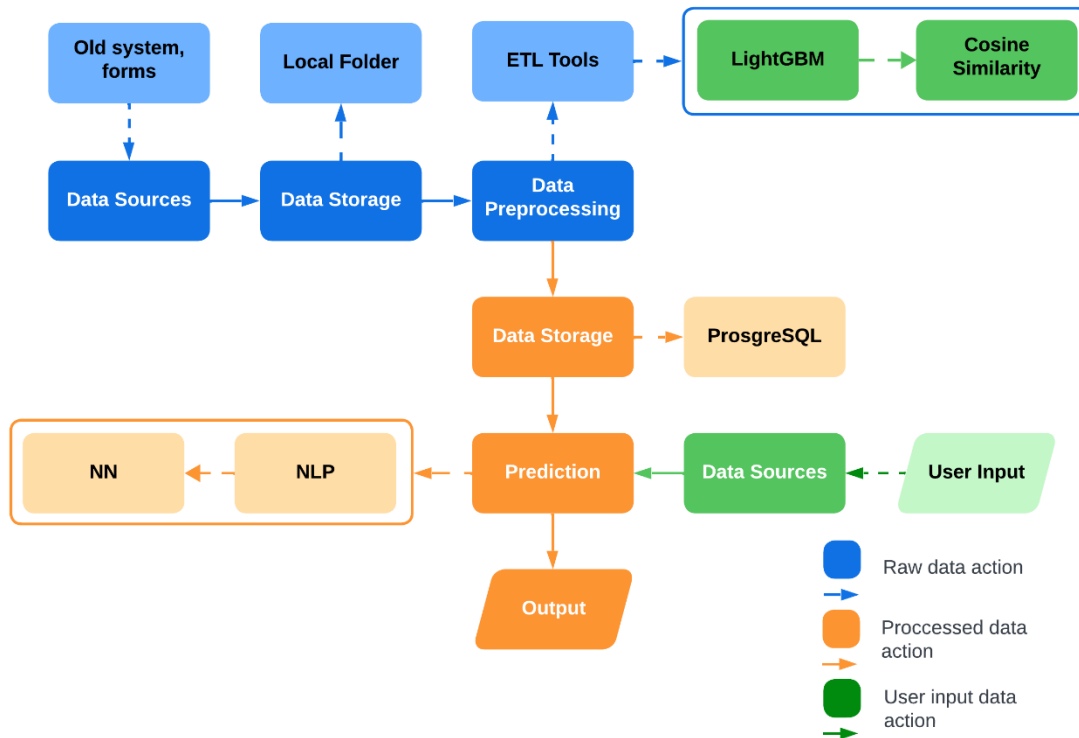 Old system,
forms
Local Folder
ETL Tools
LightGBM
Cosine
Similarity
Data Sources
Data Storage
Data
Preprocessing
Data Storage
ProsgreSQL
NN
NLP
Prediction
Data Sources
User Input
Output
Raw data action
Proccessed data
action
User input data
action